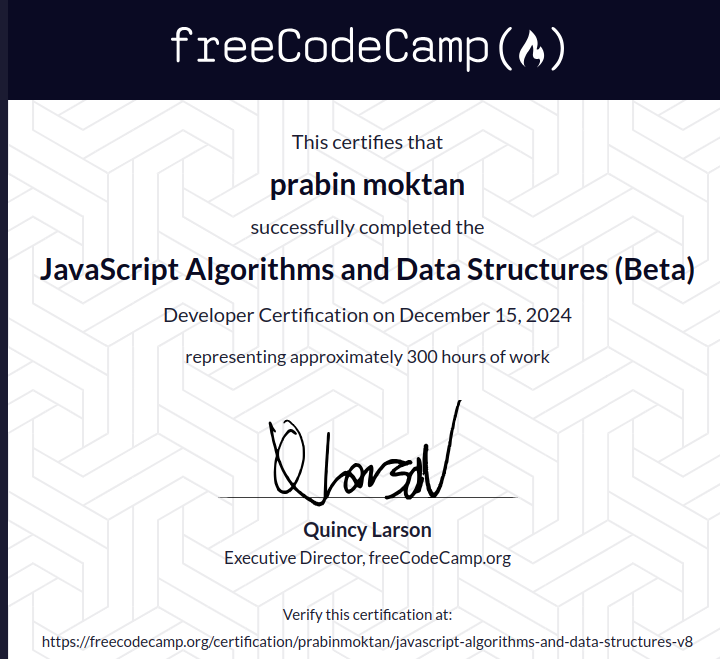 freeCodeCamp(🔥)
This certifies that
prabin moktan
successfully completed the
JavaScript Algorithms and Data Structures (Beta)
Developer Certification on December 15, 2024
representing approximately 300 hours of work
Q Larson
Quincy Larson
Executive Director, freeCodeCamp.org
Verify this certification at:
https://freecodecamp.org/certification/prabinmoktan/javascript-algorithms-and-data-structures-v8